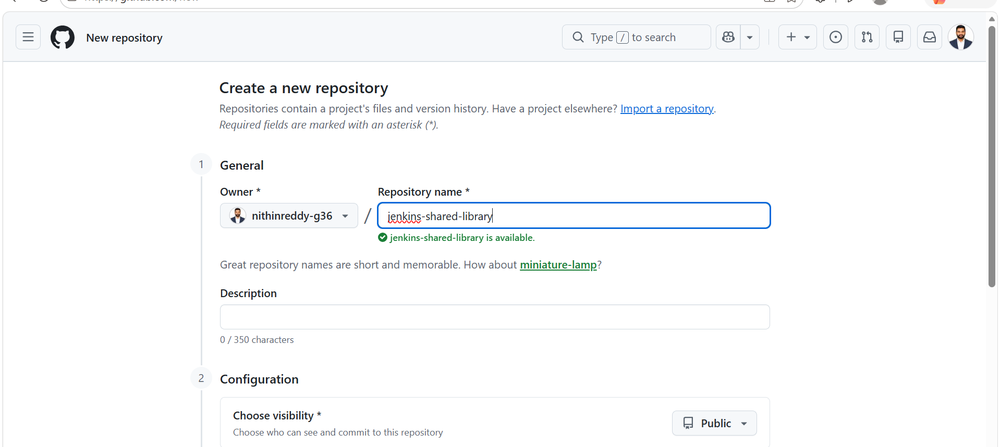 New repository
Type / to search
Create a new repository
Repositories contain a project's files and version history. Have a project elsewhere? Import a repository.
Required fields are marked with an asterisk (*).
1
General
Owner *
Repository name *
nithinreddy-g36
/
jenkins-shared-library
jenkins-shared-library is available.
Great repository names are short and memorable. How about miniature-lamp?
Description
0 / 350 characters
2
Configuration
Choose visibility *
Choose who can see and commit to this repository
Public